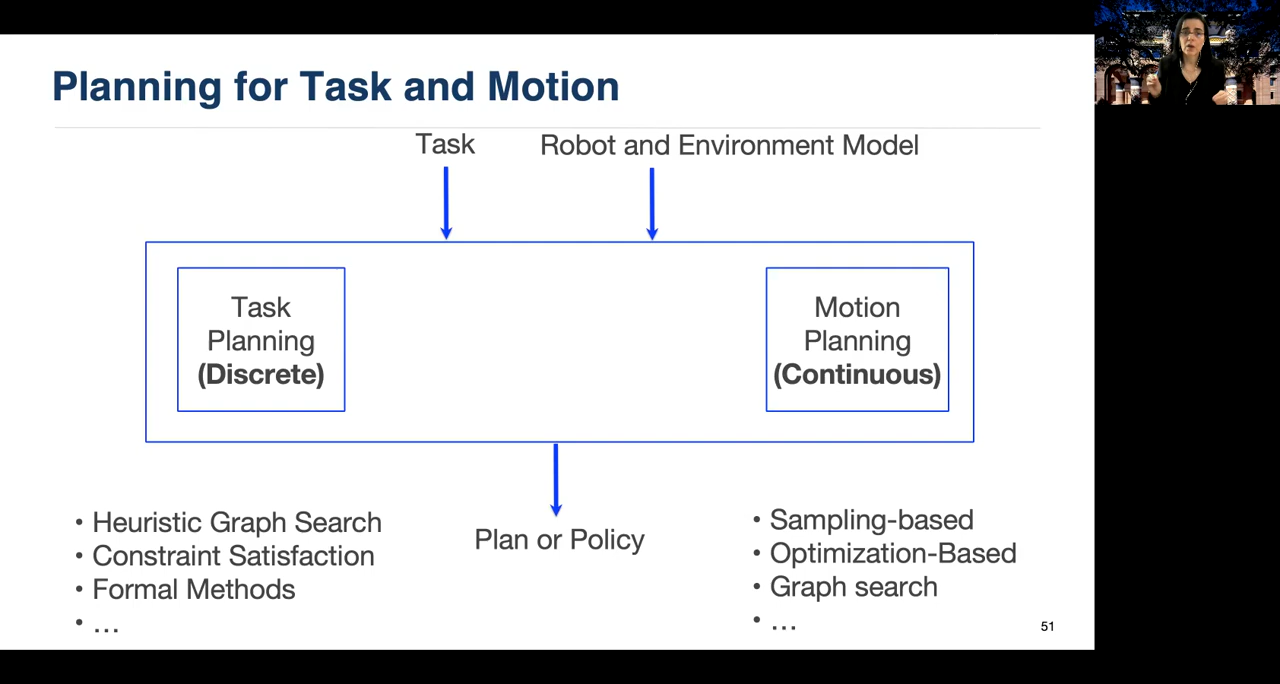 Planning for Task and Motion
Task
Robot and Environment Model
Task
Planning
(Discrete)
Motion
Planning
(Continuous)
• Heuristic Graph Search
• Constraint Satisfaction
• Formal Methods
• ...
Plan or Policy
• Sampling-based
• Optimization-Based
• Graph search
• ...
51